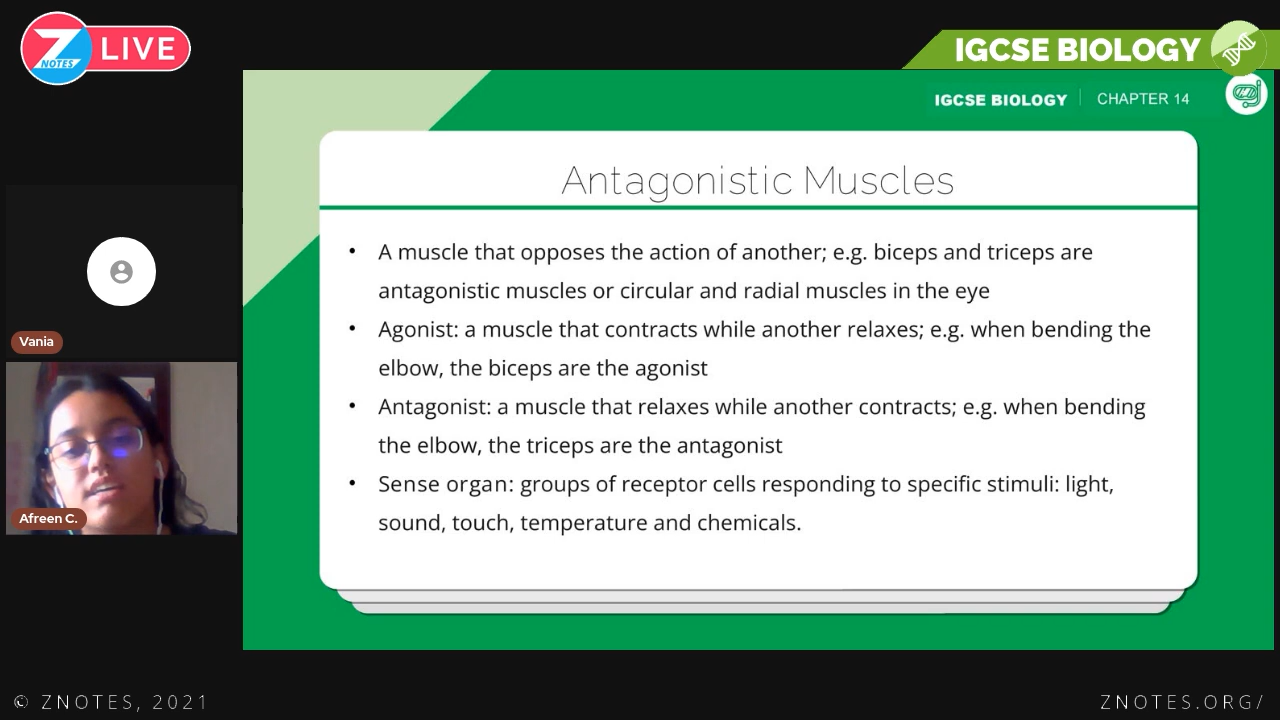 Z NOTES LIVE
IGCSE BIOLOGY
IGCSE BIOLOGY | CHAPTER 14
Antagonistic Muscles
• A muscle that opposes the action of another; e.g. biceps and triceps are
antagonistic muscles or circular and radial muscles in the eye
• Agonist: a muscle that contracts while another relaxes; e.g. when bending the
elbow, the biceps are the agonist
• Antagonist: a muscle that relaxes while another contracts; e.g. when bending
the elbow, the triceps are the antagonist
• Sense organ: groups of receptor cells responding to specific stimuli: light,
sound, touch, temperature and chemicals.
Vania
Afreen C.
© ZNOTES, 2021
ZNOTES.ORG/